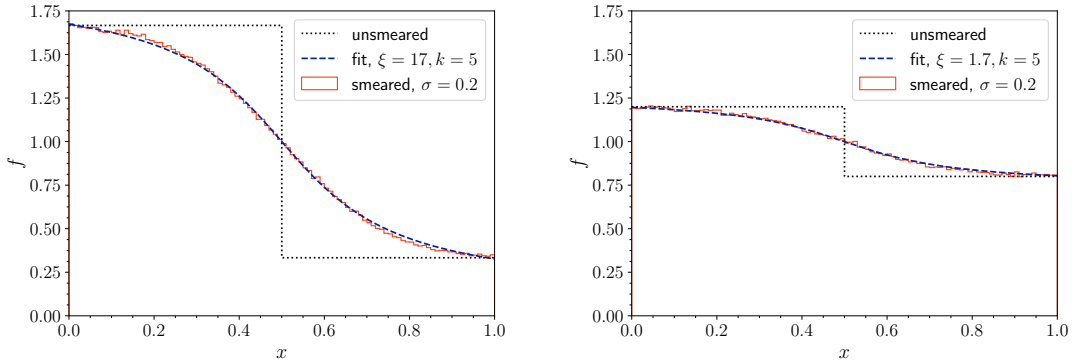 1.75
1.50
1.25
1.00
0.75
0.50
0.25
0.00
f
0.0 0.2 0.4 0.6 0.8 1.0
x
unsmeared
fit, ξ = 17, k = 5
smeared, σ = 0.2
1.75
1.50
1.25
1.00
0.75
0.50
0.25
0.00
f
0.0 0.2 0.4 0.6 0.8 1.0
x
unsmeared
fit, ξ = 1.7, k = 5
smeared, σ = 0.2